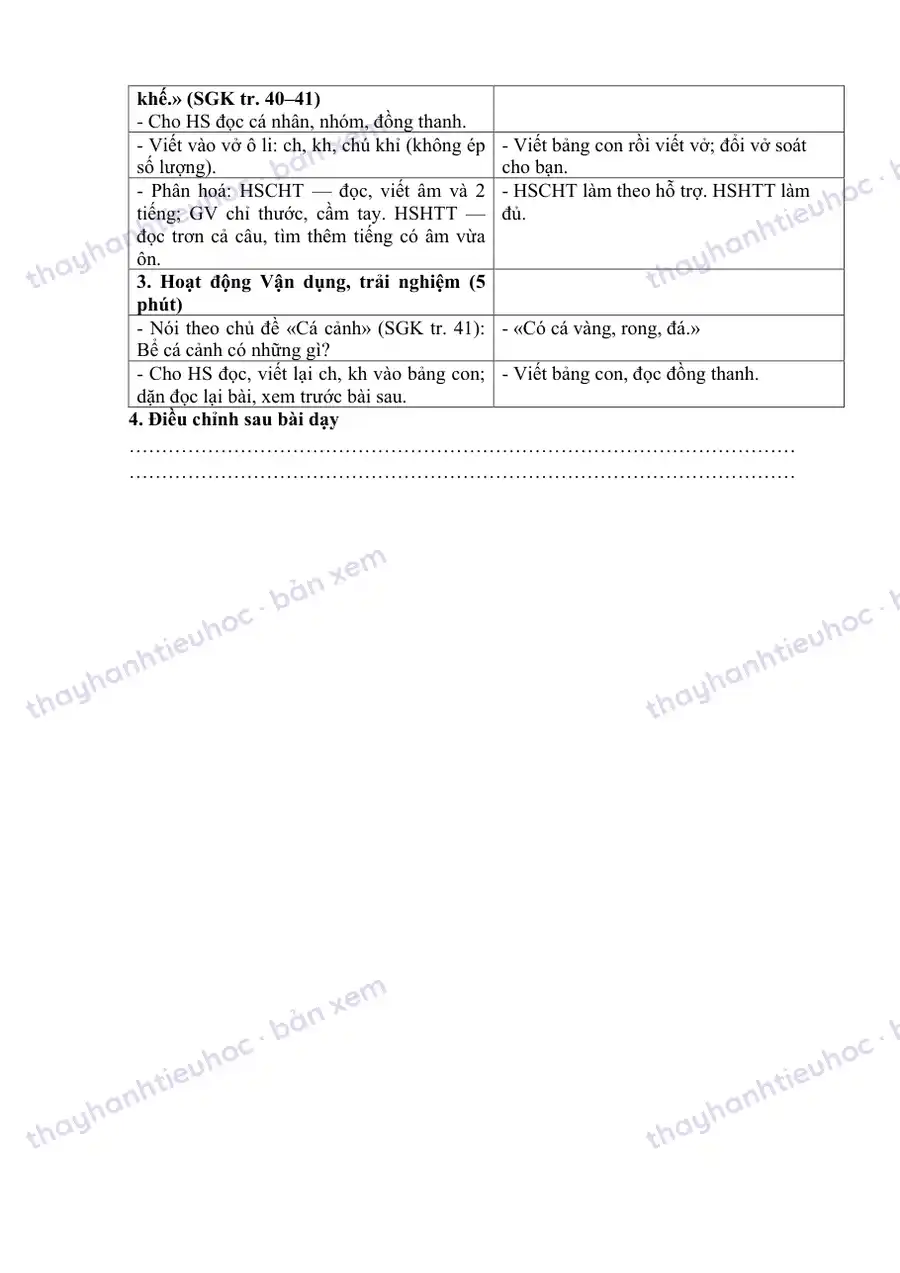 khế.» (SGK tr. 40–41)
- Cho HS đọc cá nhân, nhóm, đồng thanh.
- Viết vào vở ô li: ch, kh, chú khỉ (không ép
số lượng).
- Viết bảng con rồi viết vở; đổi vở soát
cho bạn.
- Phân hoá: HSCHT — đọc, viết âm và 2
tiếng; GV chỉ thước, cầm tay. HSHTT —
đọc trơn cả câu, tìm thêm tiếng có âm vừa
ôn.
- HSCHT làm theo hỗ trợ. HSHTT làm
đủ.
3. Hoạt động Vận dụng, trải nghiệm (5
phút)
- Nói theo chủ đề «Cá cảnh» (SGK tr. 41):
Bể cá cảnh có những gì?
- «Có cá vàng, rong, đá.»
- Cho HS đọc, viết lại ch, kh vào bảng con;
dặn đọc lại bài, xem trước bài sau.
- Viết bảng con, đọc đồng thanh.
4. Điều chỉnh sau bài dạy
……………………………………………………………………………………………
……………………………………………………………………………………………
thayhanhtieuhoc · bản xem
thayhanhtieuhoc · b
thayhanhtieuhoc · bản xem
thayhanhtieuhoc · b
thayhanhtieuhoc · bản xem
thayhanhtieuhoc · b